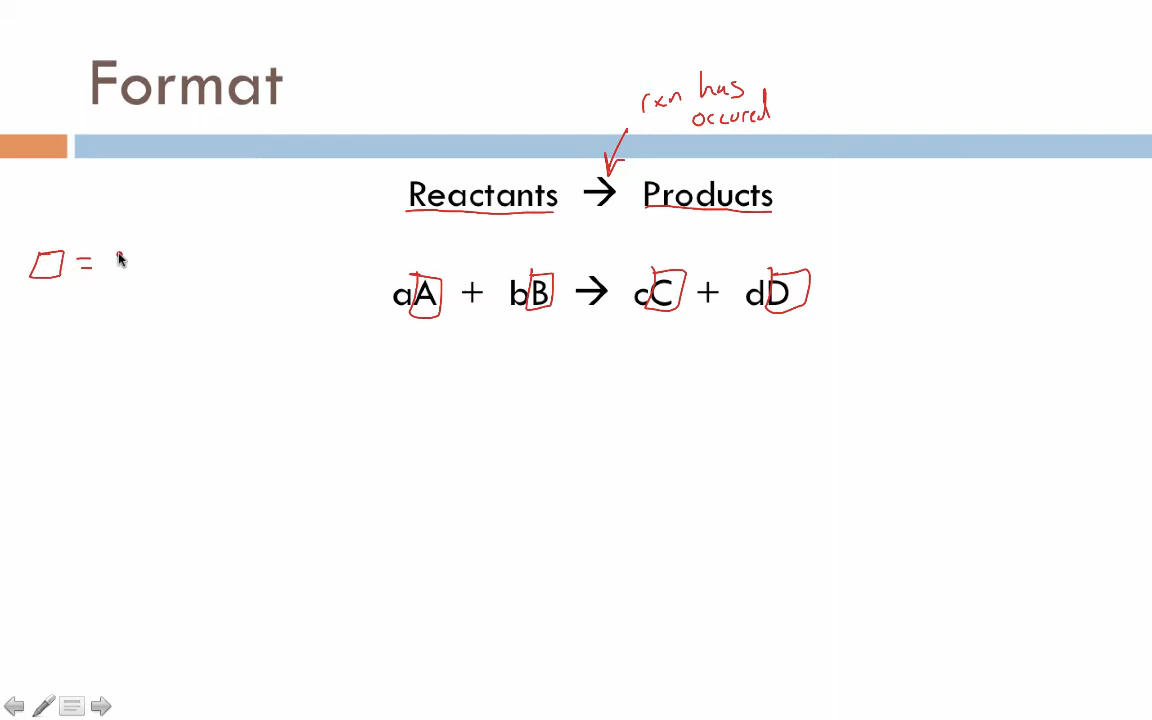 Format
rxn has
occured
Reactants → Products
=
aA + bB → cC + dD